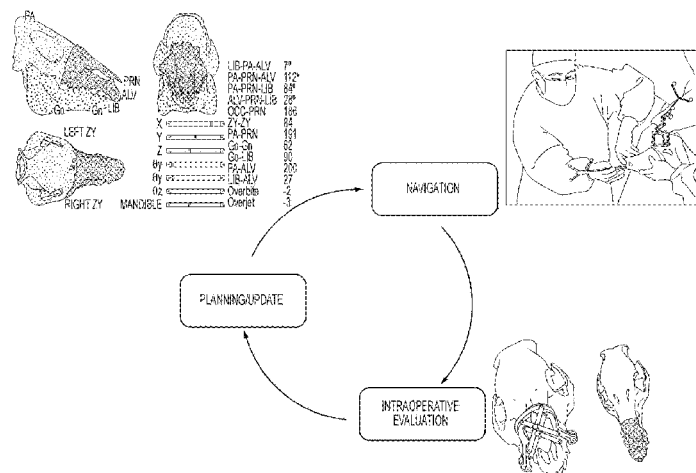 PA
PRN
ALV
LIB
Go
Gn
LEFT ZY
RIGHT ZY
LIB-PA-ALV 7°
PA-PRN-ALV 112°
PA-PRN-LIB 84°
ALV-PRN-LIB 28°
OCC-PRN 186
X ZY-ZY 84
Y PA-PRN 191
Z Go-Gn 62
Go-LIB 90
θy PA-ALV 200
θy LIB-ALV 27
θz Overbite -2
MANDIBLE Overjet -3
NAVIGATION
PLANNING/UPDATE
INTRAOPERATIVE
EVALUATION